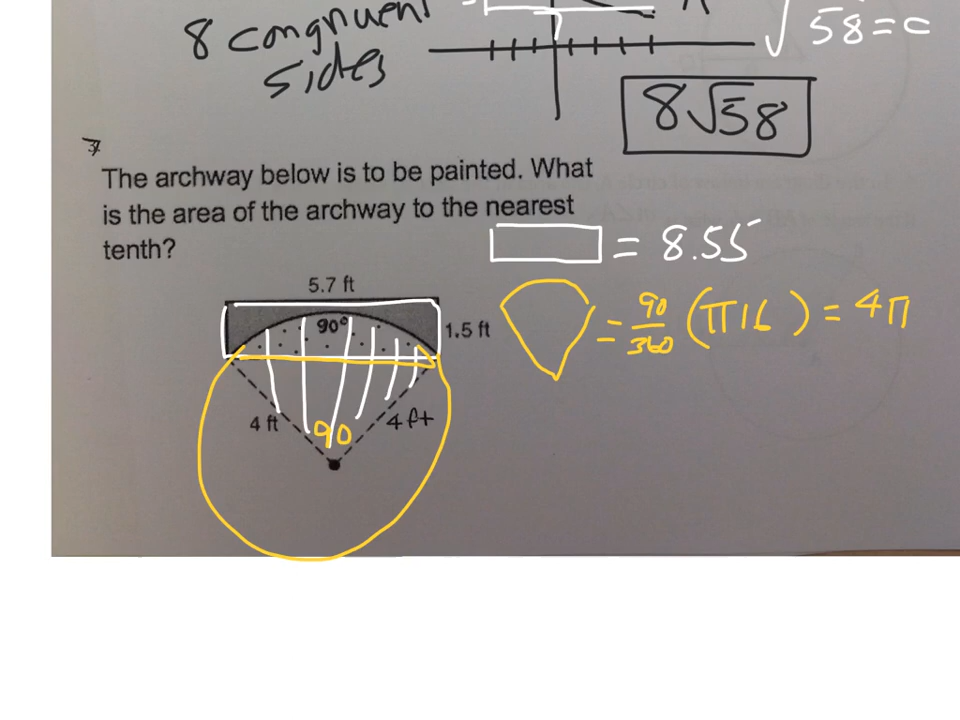 8 congruent
sides
√58 = c
8√58
3.
The archway below is to be painted. What
is the area of the archway to the nearest
tenth?
= 8.55
5.7 ft
90°
1.5 ft
= 90/360 (π16) = 4π
4 ft
90
4 ft